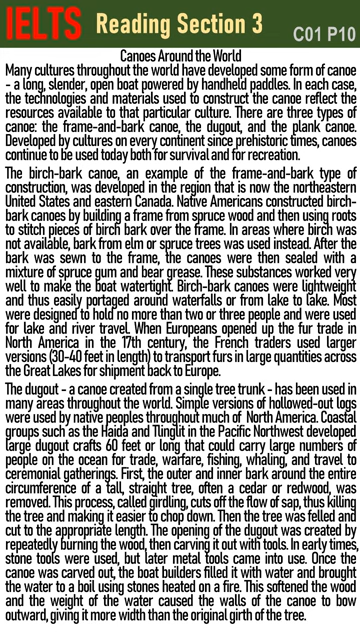 IELTS Reading Section 3 C01 P10
Canoes Around the World
Many cultures throughout the world have developed some form of canoe
- a long, slender, open boat powered by handheld paddles. In each case,
the technologies and materials used to construct the canoe reflect the
resources available to that particular culture. There are three types of
canoe: the frame-and-bark canoe, the dugout, and the plank canoe.
Developed by cultures on every continent since prehistoric times, canoes
continue to be used today both for survival and for recreation.
The birch-bark canoe, an example of the frame-and-bark type of
construction, was developed in the region that is now the northeastern
United States and eastern Canada. Native Americans constructed birch-
bark canoes by building a frame from spruce wood and then using roots
to stitch pieces of birch bark over the frame. In areas where birch was
not available, bark from elm or spruce trees was used instead. After the
bark was sewn to the frame, the canoes were then sealed with a
mixture of spruce gum and bear grease. These substances worked very
well to make the boat watertight. Birch-bark canoes were lightweight
and thus easily portaged around waterfalls or from lake to lake. Most
were designed to hold no more than two or three people and were used
for lake and river travel. When Europeans opened up the fur trade in
North America in the 17th century, the French traders used larger
versions (30-40 feet in length) to transport furs in large quantities across
the Great Lakes for shipment back to Europe.
The dugout - a canoe created from a single tree trunk - has been used in
many areas throughout the world. Simple versions of hollowed-out logs
were used by native peoples throughout much of North America. Coastal
groups such as the Haida and Tlinglit in the Pacific Northwest developed
large dugout crafts 60 feet or long that could carry large numbers of
people on the ocean for trade, warfare, fishing, whaling, and travel to
ceremonial gatherings. First, the outer and inner bark around the entire
circumference of a tall, straight tree, often a cedar or redwood, was
removed. This process, called girdling, cuts off the flow of sap, thus killing
the tree and making it easier to chop down. Then the tree was felled and
cut to the appropriate length. The opening of the dugout was created by
repeatedly burning the wood, then carving it out with tools. In early times,
stone tools were used, but later metal tools came into use. Once the
canoe was carved out, the boat builders filled it with water and brought
the water to a boil using stones heated on a fire. This softened the wood
and the weight of the water caused the walls of the canoe to bow
outward, giving it more width than the original girth of the tree.